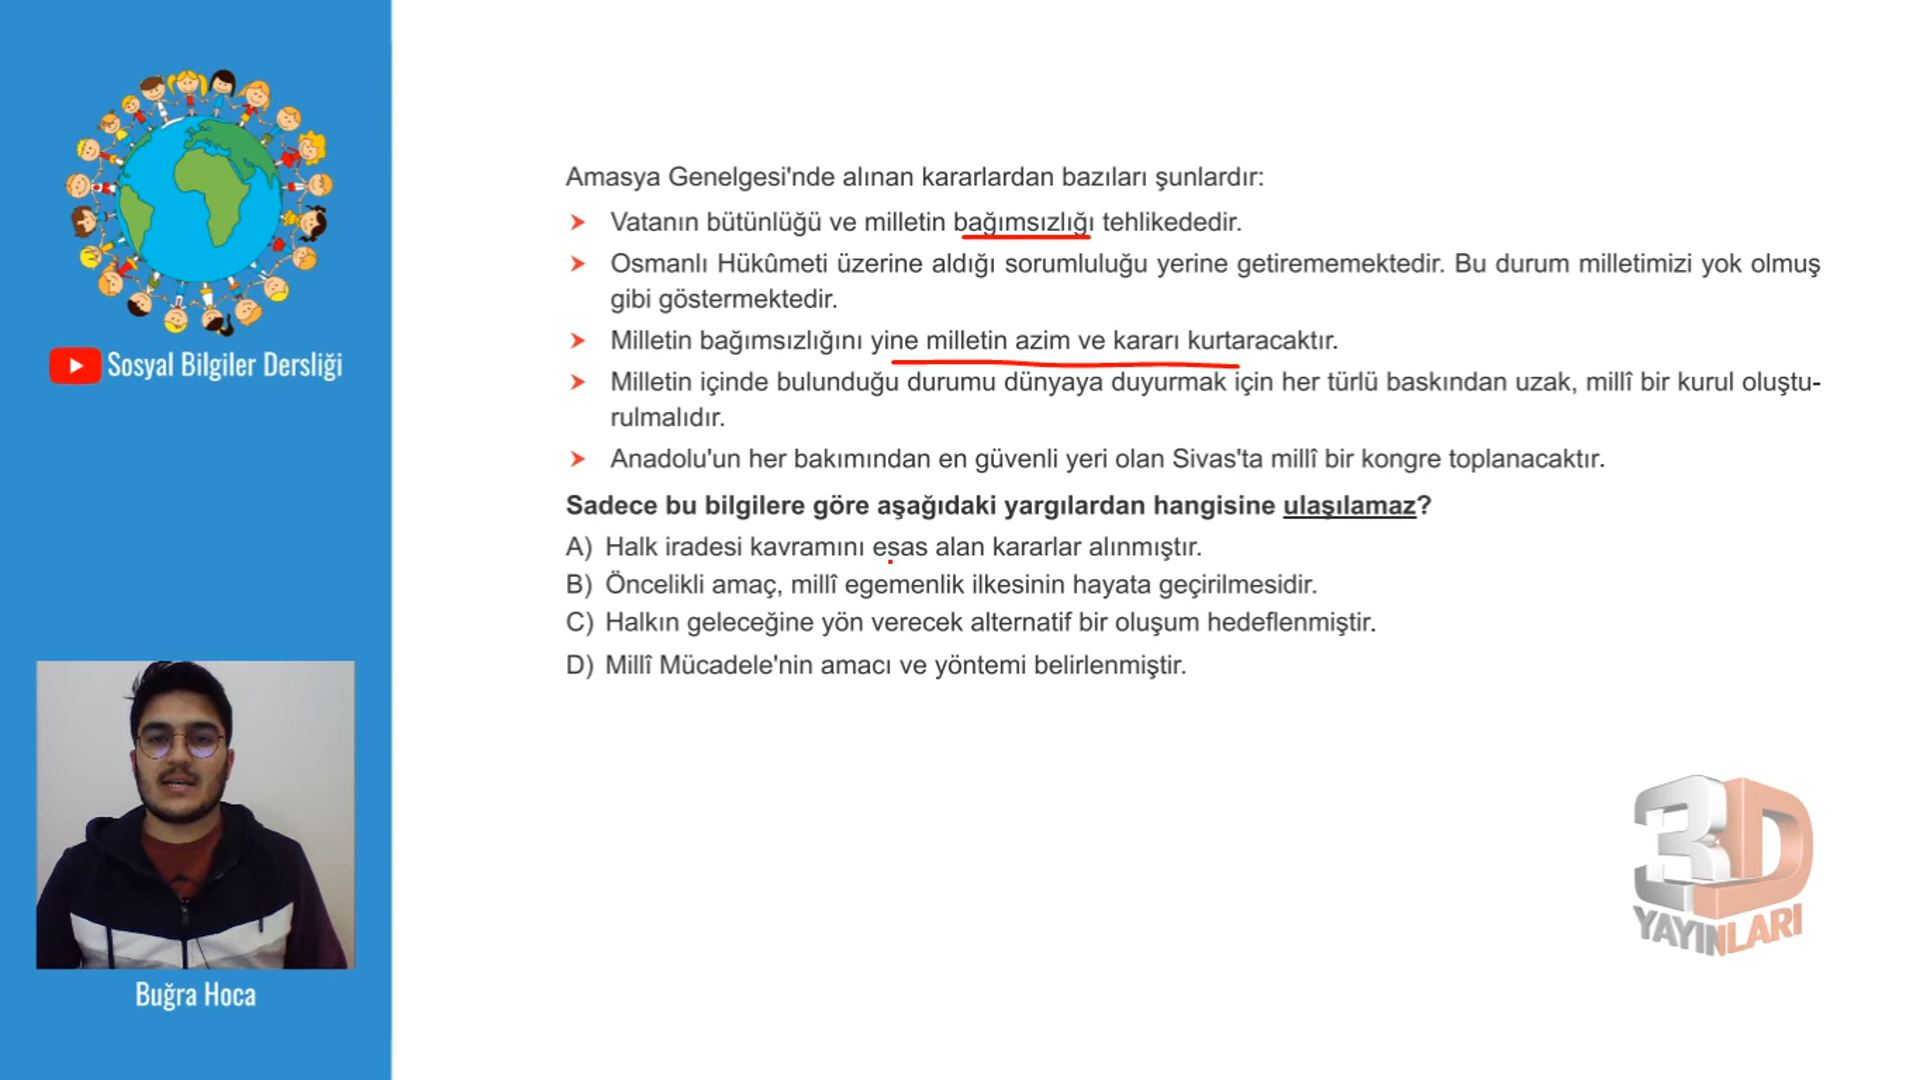 Sosyal Bilgiler Dersliği
Buğra Hoca
Amasya Genelgesi'nde alınan kararlardan bazıları şunlardır:
➤ Vatanın bütünlüğü ve milletin bağımsızlığı tehlikededir.
➤ Osmanlı Hükûmeti üzerine aldığı sorumluluğu yerine getirememektedir. Bu durum milletimizi yok olmuş
gibi göstermektedir.
➤ Milletin bağımsızlığını yine milletin azim ve kararı kurtaracaktır.
➤ Milletin içinde bulunduğu durumu dünyaya duyurmak için her türlü baskından uzak, millî bir kurul oluştu-
rulmalıdır.
➤ Anadolu'un her bakımından en güvenli yeri olan Sivas'ta millî bir kongre toplanacaktır.
Sadece bu bilgilere göre aşağıdaki yargılardan hangisine ulaşılamaz?
A) Halk iradesi kavramını esas alan kararlar alınmıştır.
B) Öncelikli amaç, millî egemenlik ilkesinin hayata geçirilmesidir.
C) Halkın geleceğine yön verecek alternatif bir oluşum hedeflenmiştir.
D) Millî Mücadele'nin amacı ve yöntemi belirlenmiştir.
3D
YAYINLARI